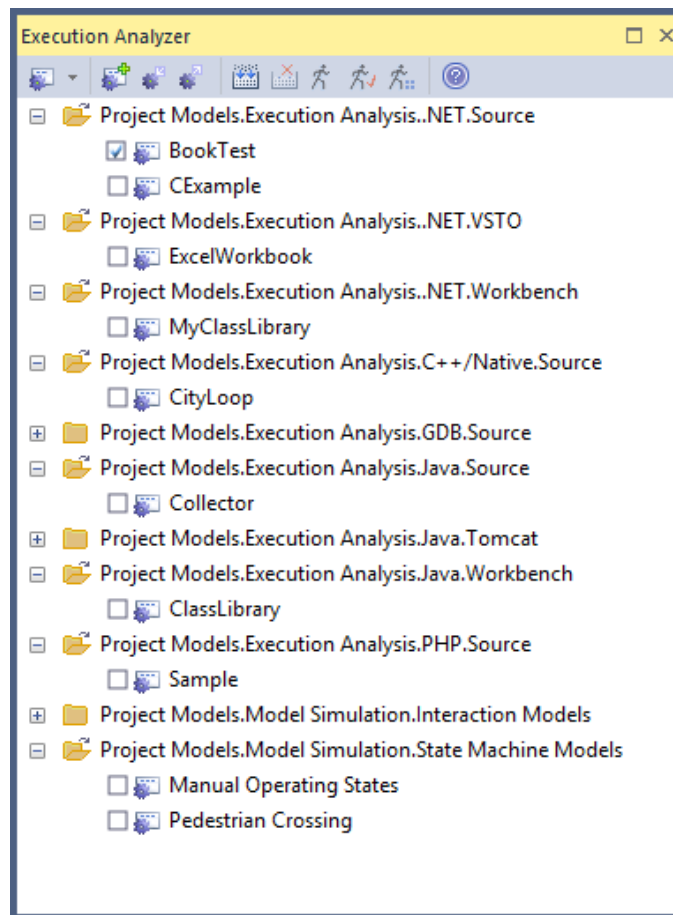 Execution Analyzer
Project Models.Execution Analysis..NET.Source
BookTest
CExample
Project Models.Execution Analysis..NET.VSTO
ExcelWorkbook
Project Models.Execution Analysis..NET.Workbench
MyClassLibrary
Project Models.Execution Analysis.C++/Native.Source
CityLoop
Project Models.Execution Analysis.GDB.Source
Project Models.Execution Analysis.Java.Source
Collector
Project Models.Execution Analysis.Java.Tomcat
Project Models.Execution Analysis.Java.Workbench
ClassLibrary
Project Models.Execution Analysis.PHP.Source
Sample
Project Models.Model Simulation.Interaction Models
Project Models.Model Simulation.State Machine Models
Manual Operating States
Pedestrian Crossing